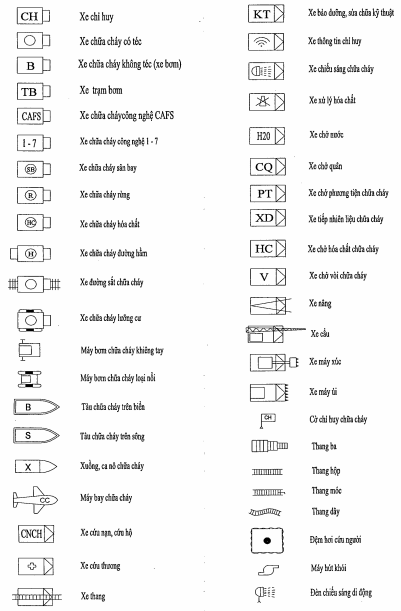 CH Xe chỉ huy
Xe chữa cháy có téc
B Xe chữa cháy không téc (xe bơm)
TB Xe trạm bơm
CAFS Xe chữa cháycông nghệ CAFS
I - 7 Xe chữa cháy công nghệ I - 7
SB Xe chữa cháy sân bay
R Xe chữa cháy rừng
HC Xe chữa cháy hóa chất
H Xe chữa cháy đường hầm
Xe đường sắt chữa cháy
Xe chữa cháy lưỡng cư
Máy bơm chữa cháy khiêng tay
Máy bơm chữa cháy loại nổi
B Tàu chữa cháy trên biển
S Tàu chữa cháy trên sông
X Xuồng, ca nô chữa cháy
CC Máy bay chữa cháy
CNCH Xe cứu nạn, cứu hộ
Xe cứu thương
Xe thang
KT Xe bảo dưỡng, sửa chữa kỹ thuật
Xe thông tin chỉ huy
Xe chiếu sáng chữa cháy
Xe xử lý hóa chất
H20 Xe chở nước
CQ Xe chở quân
PT Xe chở phương tiện chữa cháy
XD Xe tiếp nhiên liệu chữa cháy
HC Xe chở hóa chất chữa cháy
V Xe chở vòi chữa cháy
Xe nâng
Xe cẩu
Xe máy xúc
Xe máy ủi
CH Cờ chỉ huy chữa cháy
Thang ba
Thang hộp
Thang móc
Thang dây
Đệm hơi cứu người
Máy hút khói
Đèn chiếu sáng di động